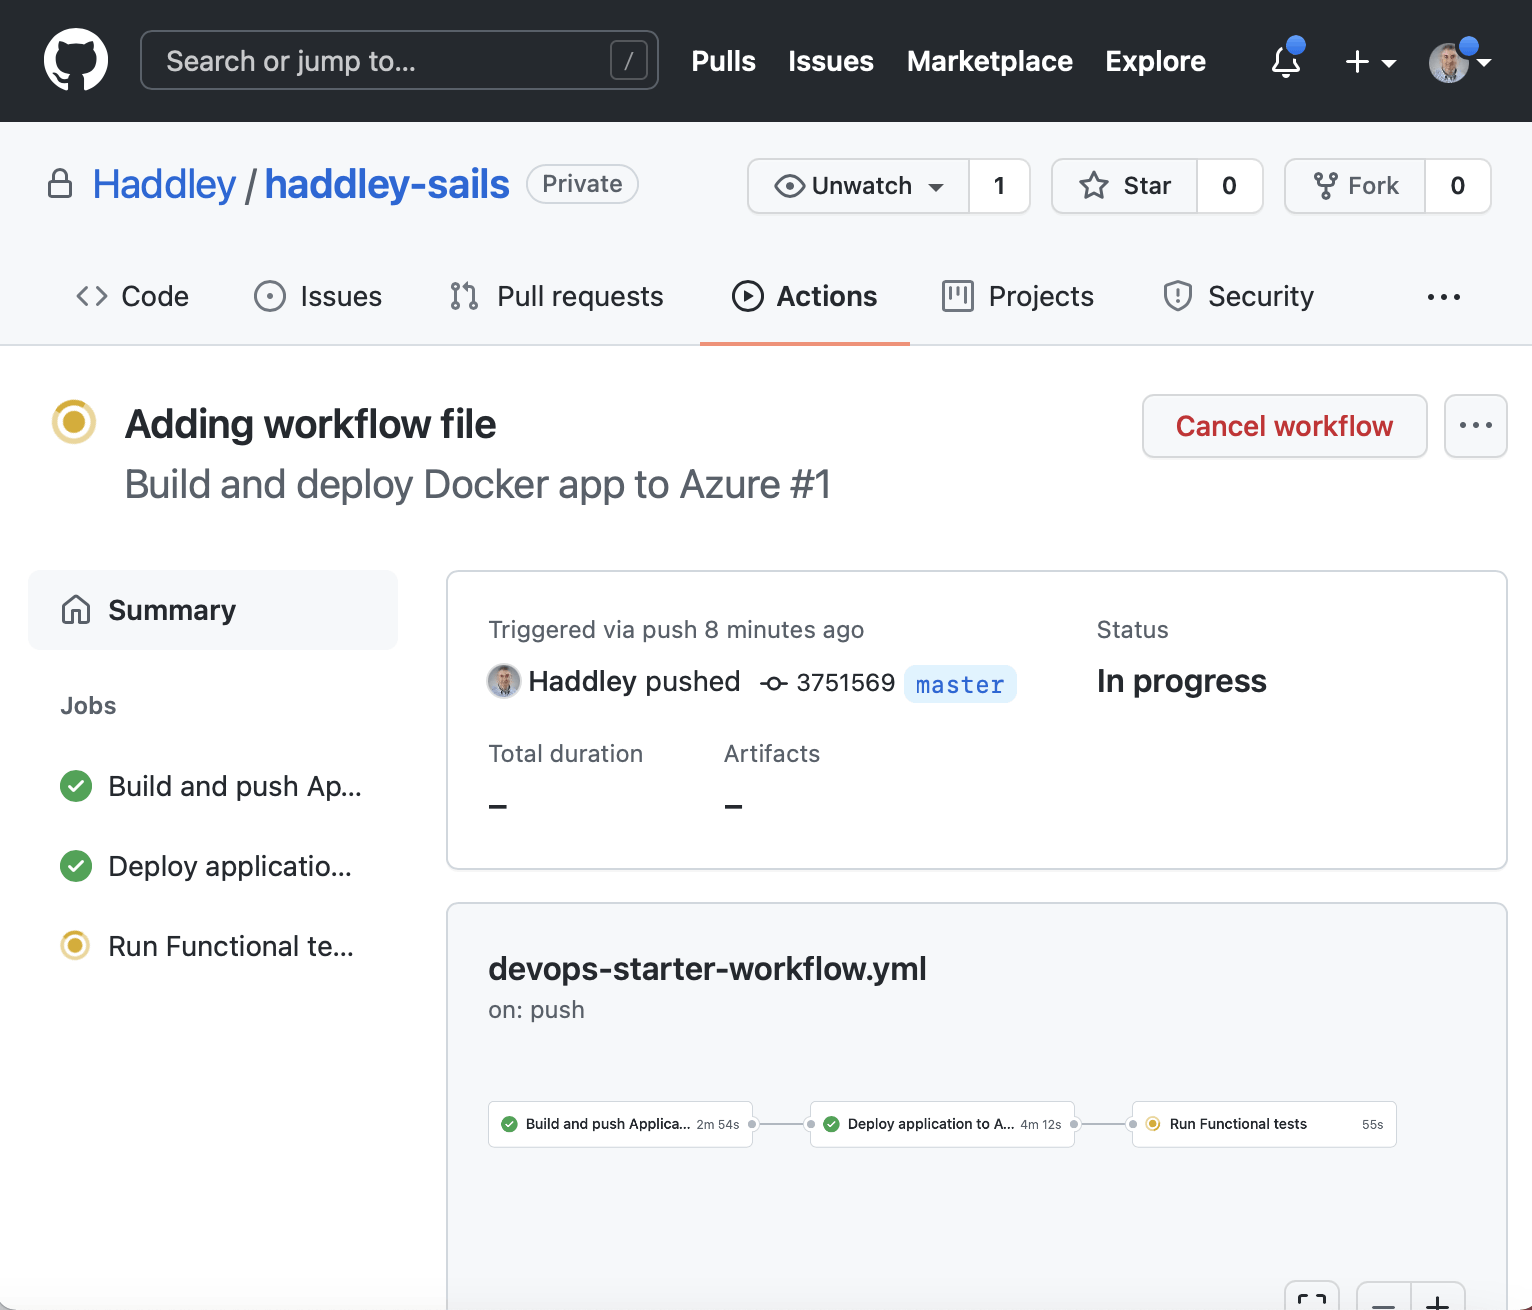 Search or jump to... / Pulls Issues Marketplace Explore
Haddley / haddley-sails Private Unwatch 1 Star 0 Fork 0
Code Issues Pull requests Actions Projects Security ...
Adding workflow file Cancel workflow ...
Build and deploy Docker app to Azure #1
Summary
Jobs
Build and push Ap...
Deploy applicatio...
Run Functional te...
Triggered via push 8 minutes ago
Haddley pushed 3751569 master
Status
In progress
Total duration
–
Artifacts
–
devops-starter-workflow.yml
on: push
Build and push Applica... 2m 54s
Deploy application to A... 4m 12s
Run Functional tests 55s